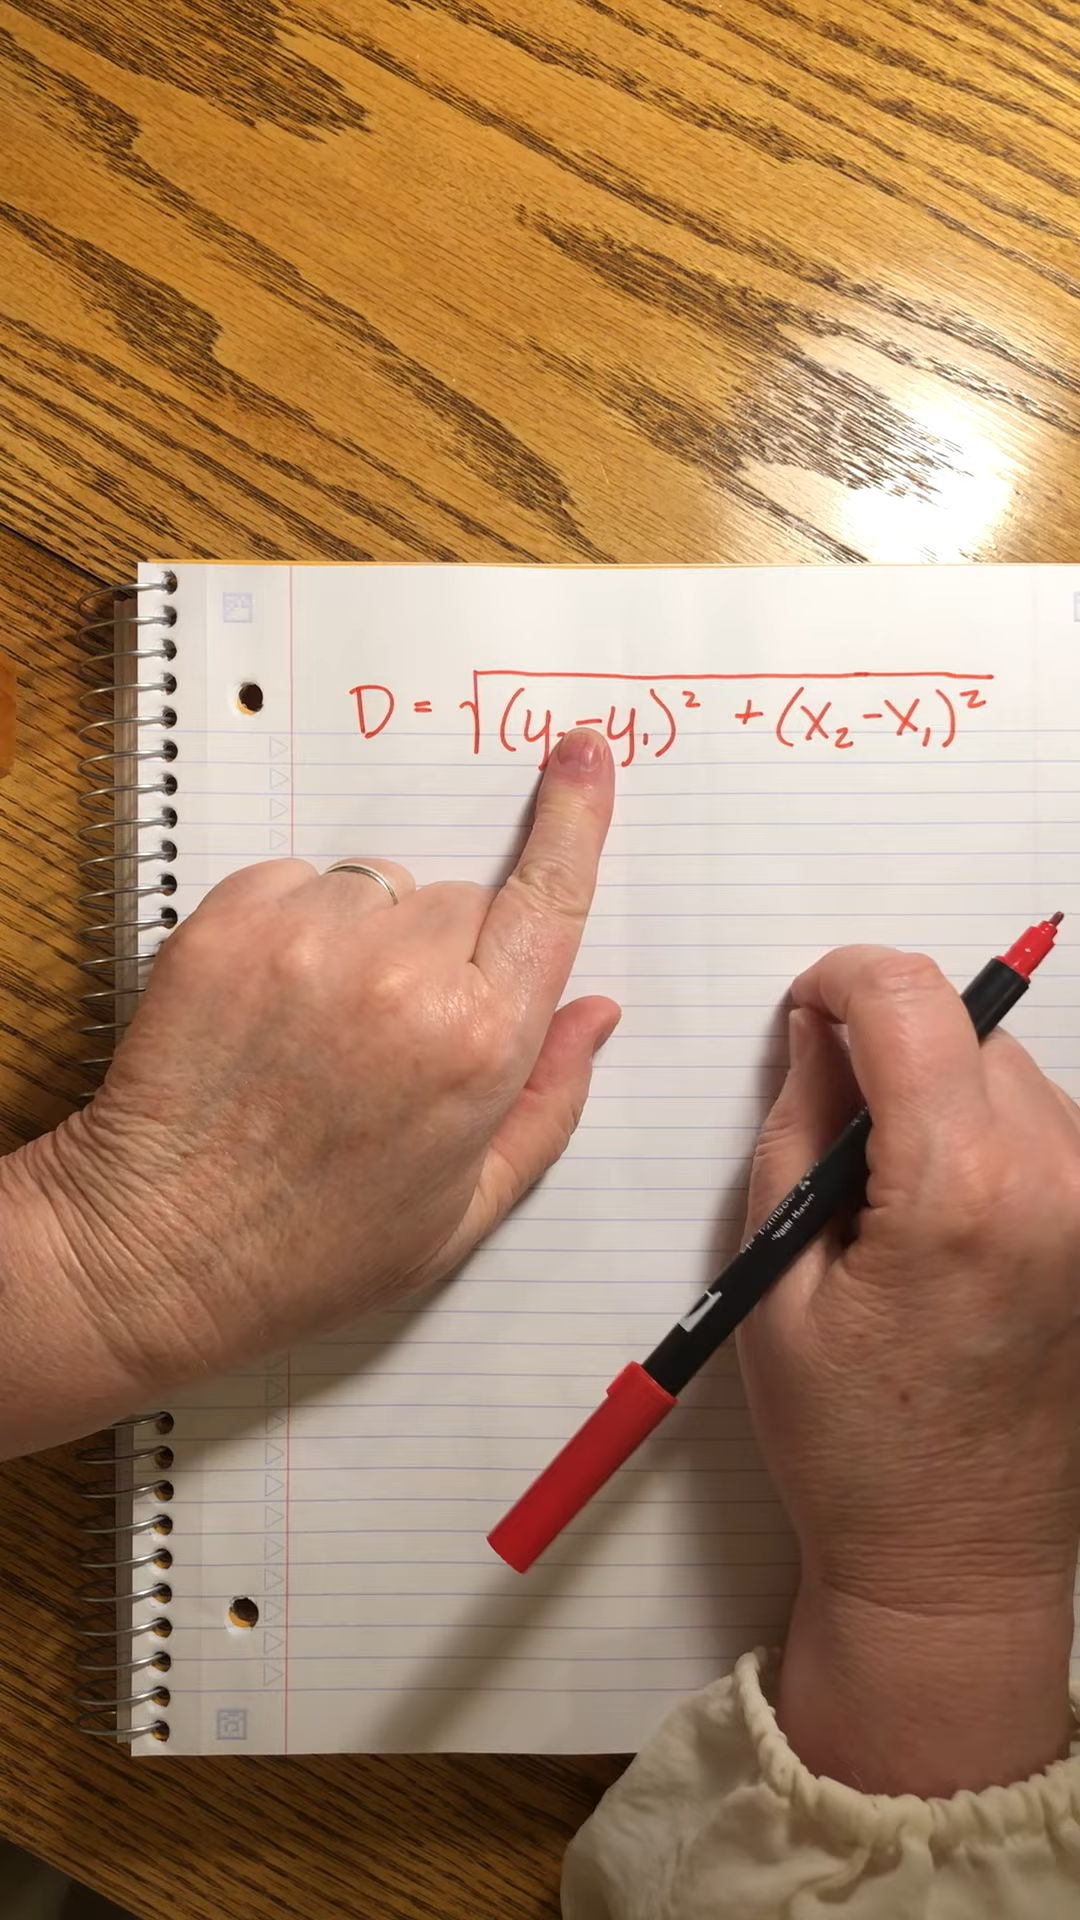 D = √(y₂-y₁)² + (x₂-x₁)²